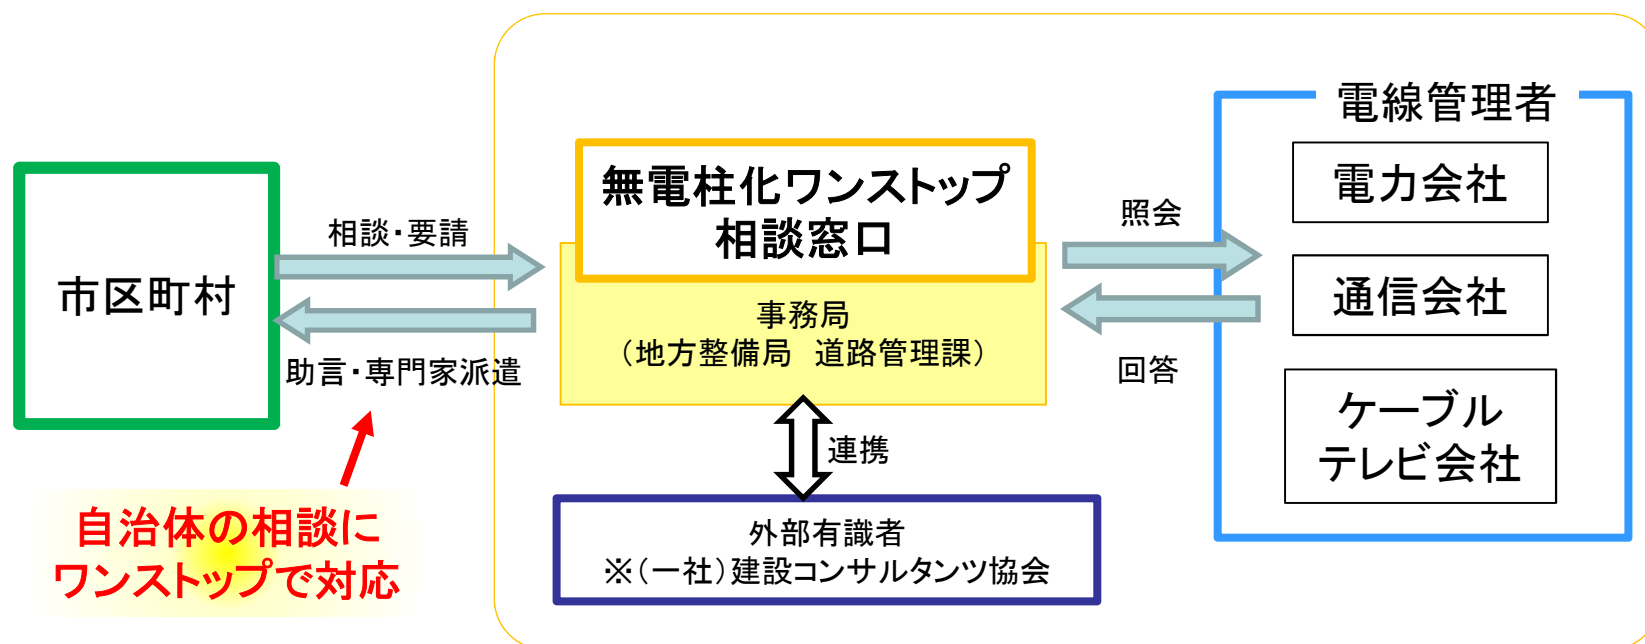 市区町村
相談・要請
助言・専門家派遣
自治体の相談に
ワンストップで対応
無電柱化ワンストップ
相談窓口
事務局
（地方整備局　道路管理課）
連携
外部有識者
※（一社）建設コンサルタンツ協会
照会
回答
電線管理者
電力会社
通信会社
ケーブル
テレビ会社